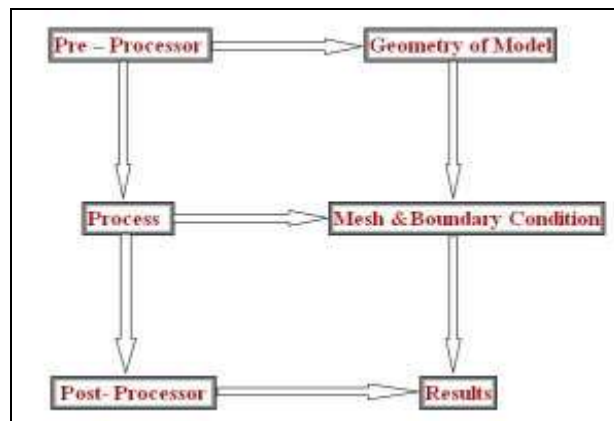 Pre – Processor
Geometry of Model
Process
Mesh & Boundary Condition
Post- Processor
Results